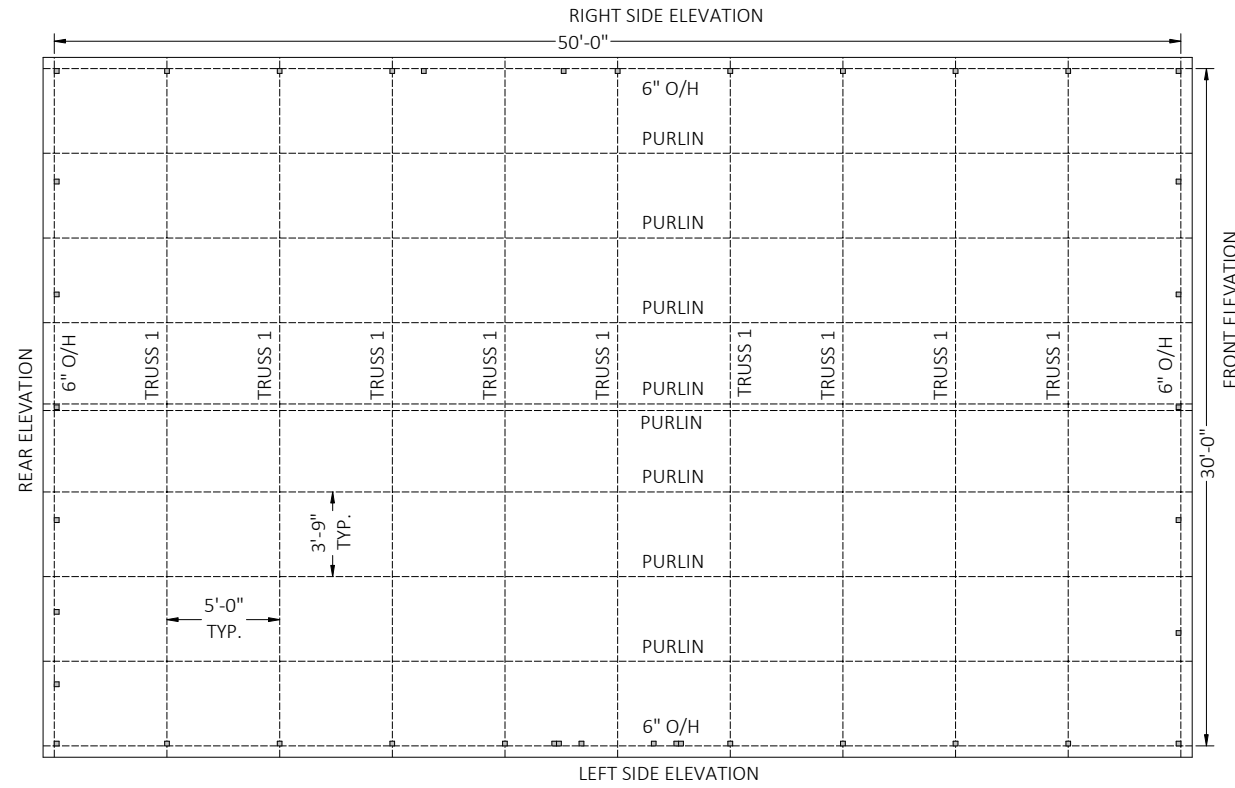 RIGHT SIDE ELEVATION
50'-0"
6" O/H
PURLIN
PURLIN
PURLIN
REAR ELEVATION
6" O/H
TRUSS 1
TRUSS 1
TRUSS 1
TRUSS 1
TRUSS 1
TRUSS 1
TRUSS 1
TRUSS 1
TRUSS 1
6" O/H
FRONT ELEVATION
30'-0"
PURLIN
PURLIN
PURLIN
3'-9"
TYP.
PURLIN
5'-0"
TYP.
PURLIN
6" O/H
LEFT SIDE ELEVATION